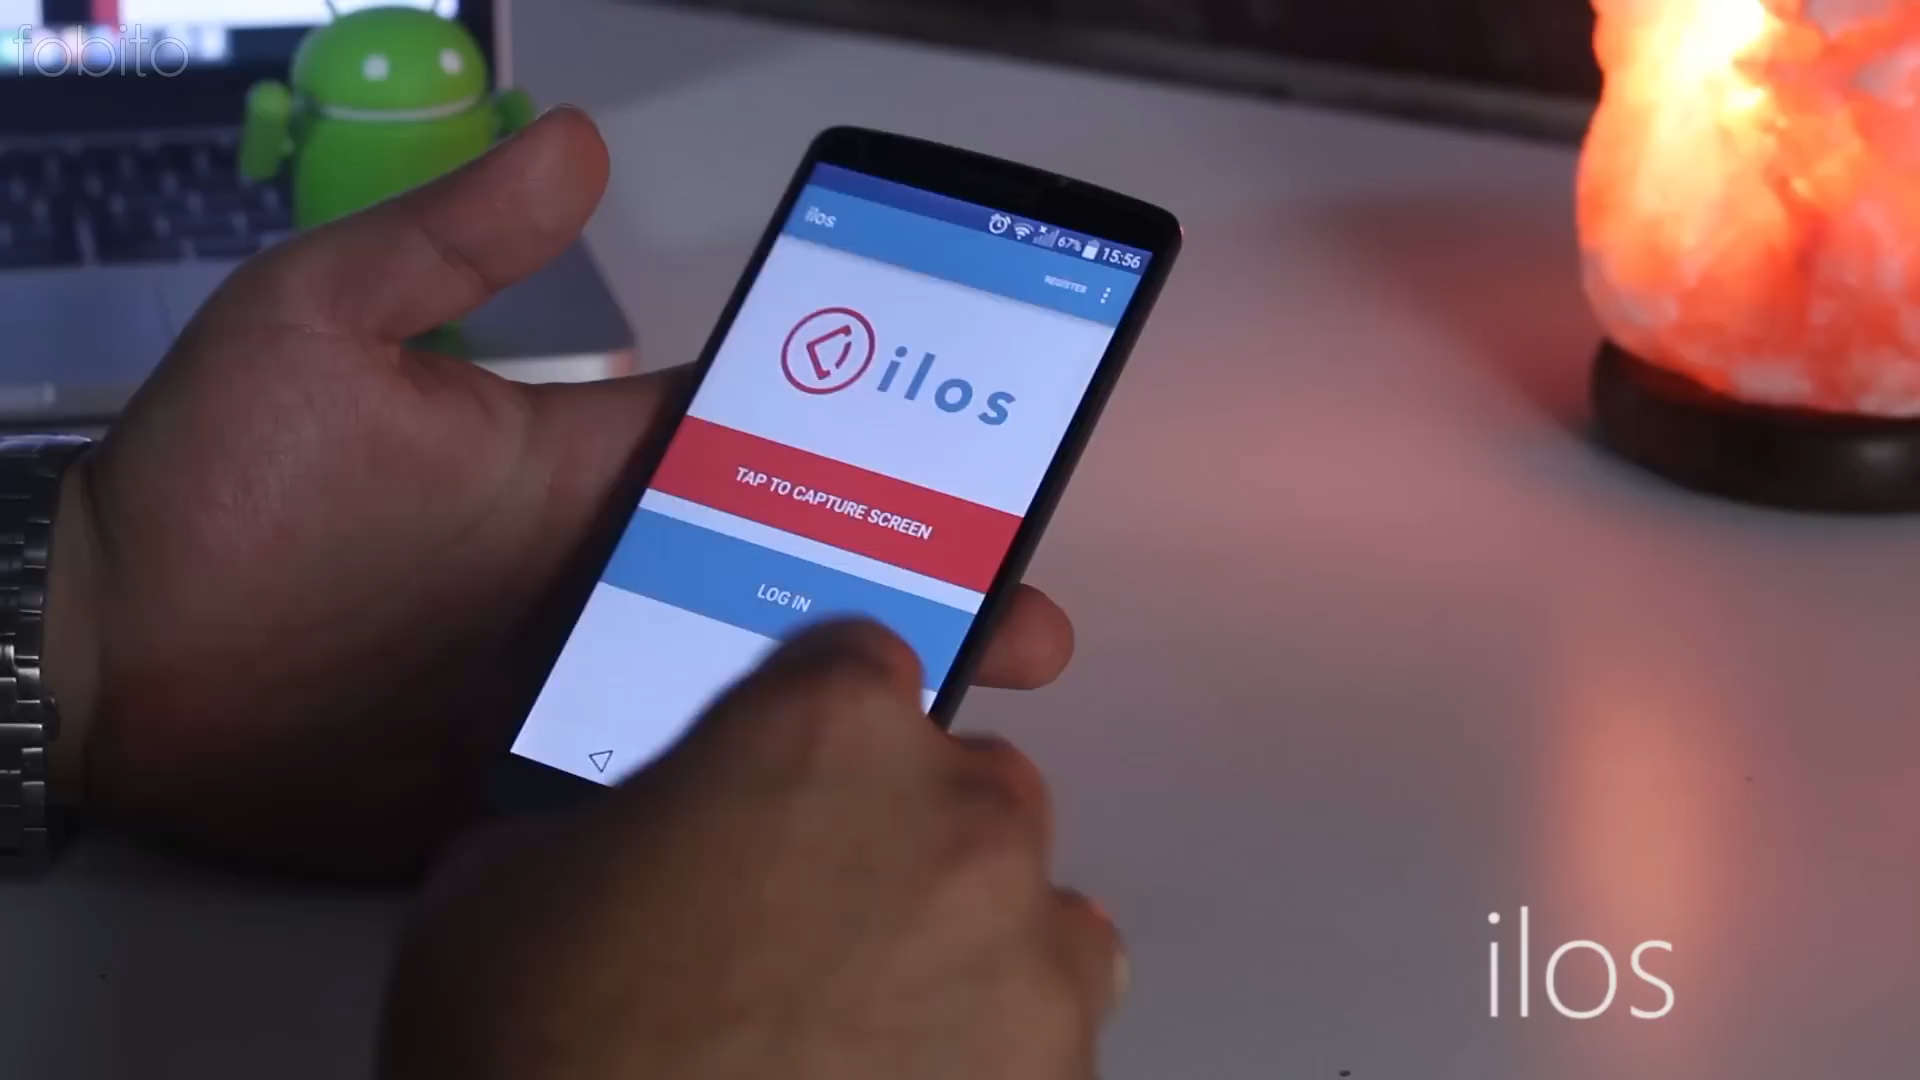 fobito
ilos
67% 15:56
REGISTER
ilos
TAP TO CAPTURE SCREEN
LOG IN
ilos